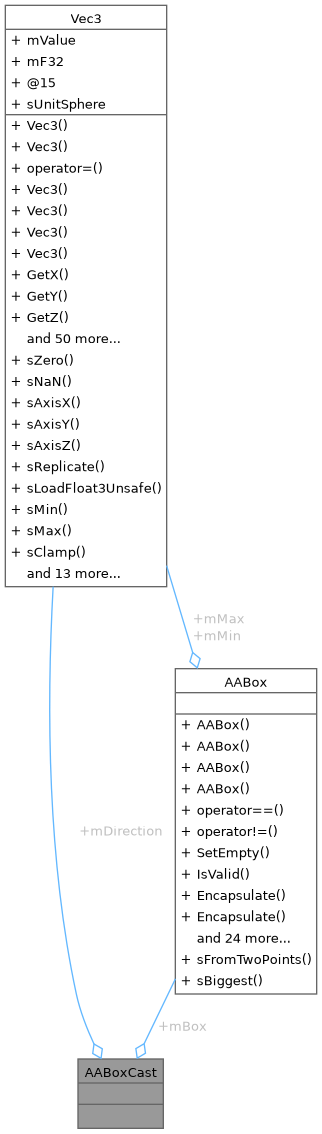 Vec3
+ mValue
+ mF32
+ @15
+ sUnitSphere
+ Vec3()
+ Vec3()
+ operator=()
+ Vec3()
+ Vec3()
+ Vec3()
+ Vec3()
+ GetX()
+ GetY()
+ GetZ()
and 50 more...
+ sZero()
+ sNaN()
+ sAxisX()
+ sAxisY()
+ sAxisZ()
+ sReplicate()
+ sLoadFloat3Unsafe()
+ sMin()
+ sMax()
+ sClamp()
and 13 more...
+mMax
+mMin
AABox
+ AABox()
+ AABox()
+ AABox()
+ AABox()
+ operator==()
+ operator!=()
+ SetEmpty()
+ IsValid()
+ Encapsulate()
+ Encapsulate()
and 24 more...
+ sFromTwoPoints()
+ sBiggest()
+mDirection
+mBox
AABoxCast